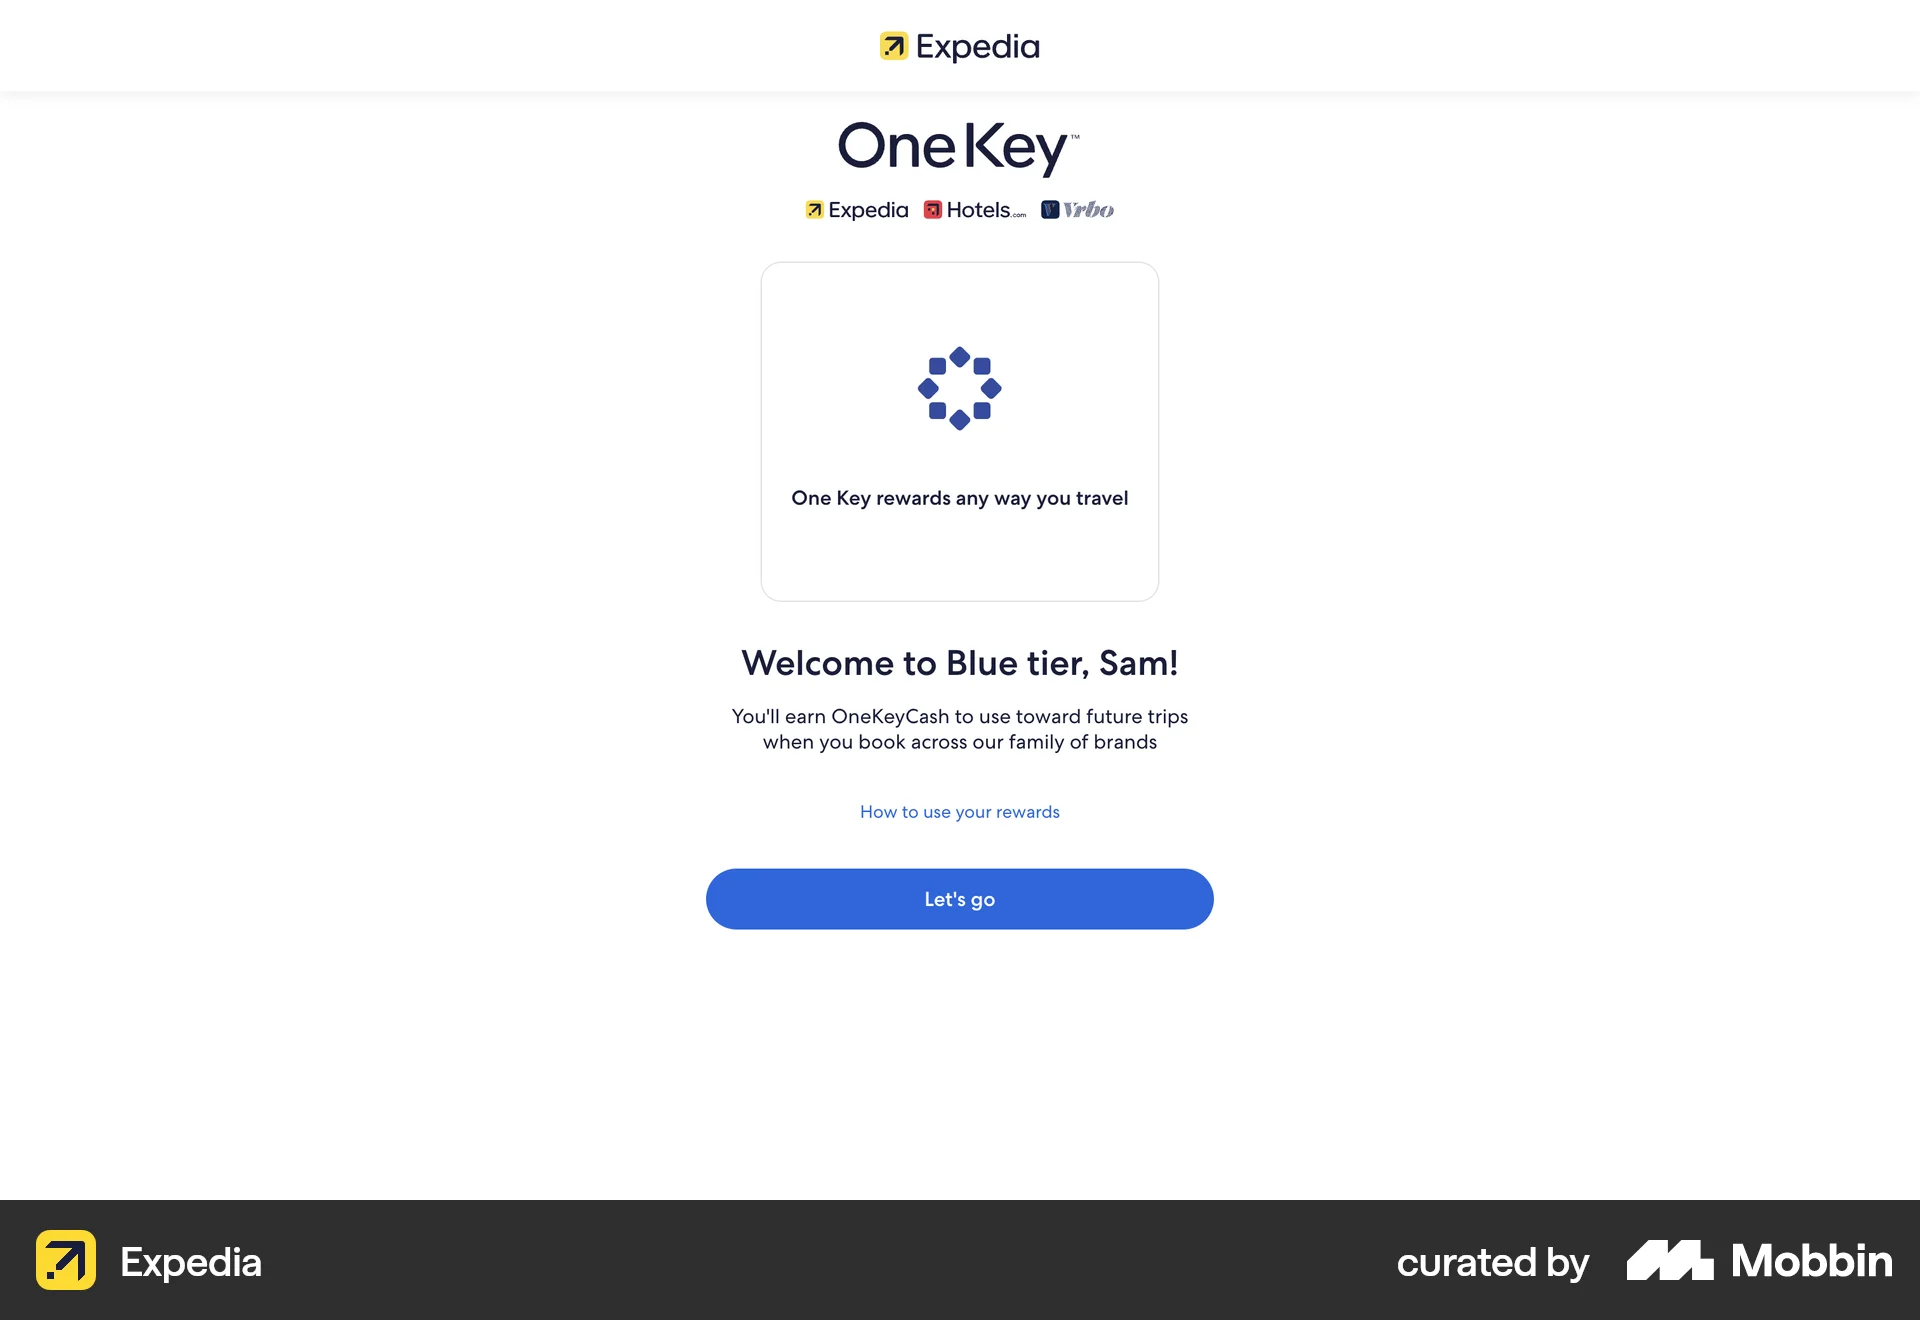 Expedia
One Key™
Expedia Hotels.com Vrbo
One Key rewards any way you travel
Welcome to Blue tier, Sam!
You'll earn OneKeyCash to use toward future trips
when you book across our family of brands
How to use your rewards
Let's go
Expedia
curated by Mobbin